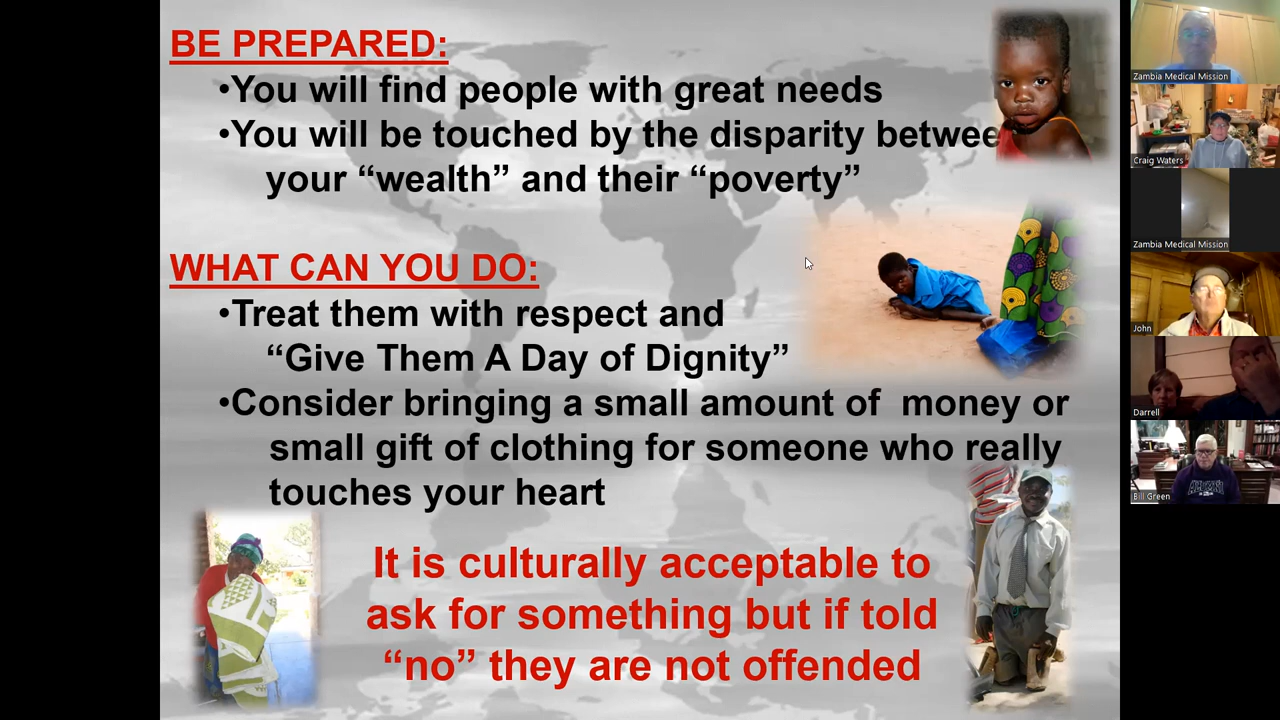 BE PREPARED:
•You will find people with great needs
•You will be touched by the disparity betwee
your “wealth” and their “poverty”
WHAT CAN YOU DO:
•Treat them with respect and
“Give Them A Day of Dignity”
•Consider bringing a small amount of  money or
small gift of clothing for someone who really
touches your heart
It is culturally acceptable to
ask for something but if told
“no” they are not offended
Zambia Medical Mission
Craig Waters
Zambia Medical Mission
John
Darrell
Bill Green